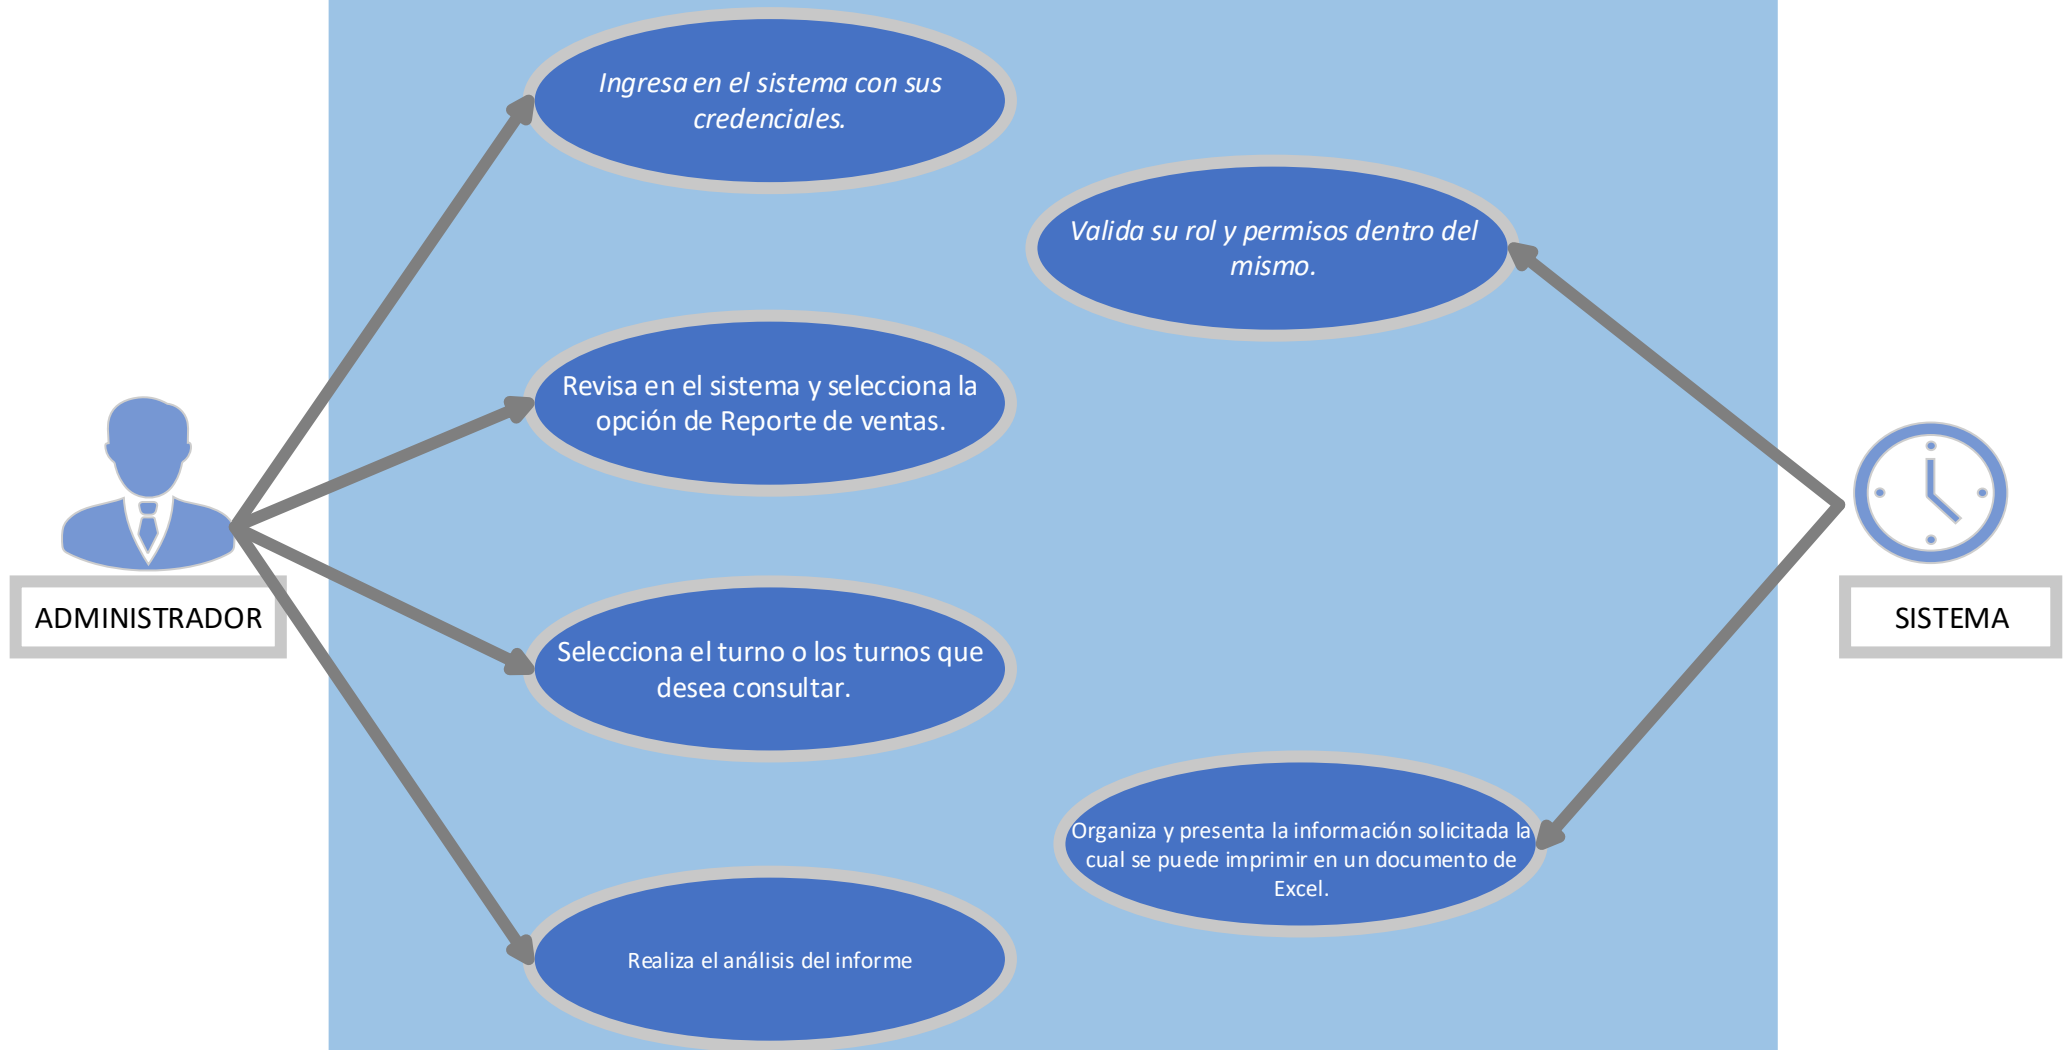 Ingresa en el sistema con sus
credenciales.
Valida su rol y permisos dentro del
mismo.
Revisa en el sistema y selecciona la
opción de Reporte de ventas.
ADMINISTRADOR
SISTEMA
Selecciona el turno o los turnos que
desea consultar.
Organiza y presenta la información solicitada la
cual se puede imprimir en un documento de
Excel.
Realiza el análisis del informe